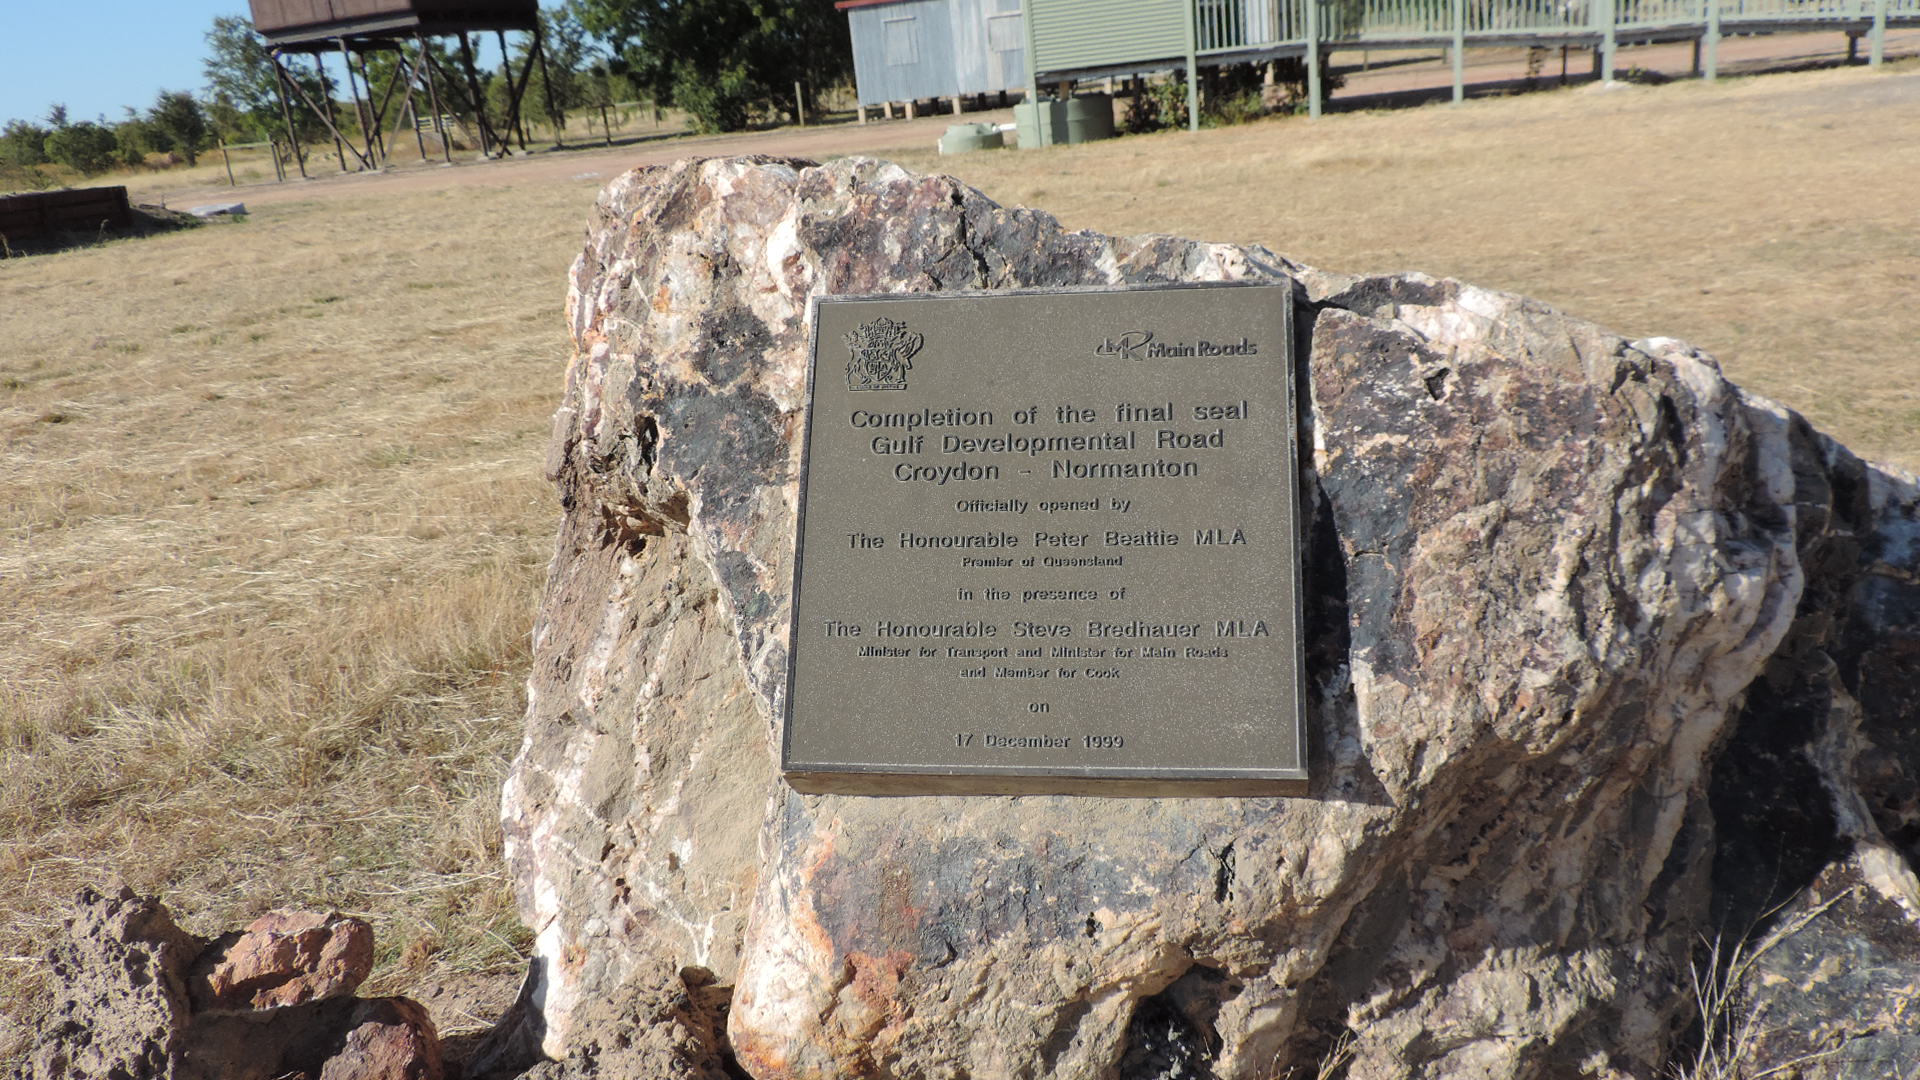 Main Roads
Completion of the final seal
Gulf Developmental Road
Croydon - Normanton
Officially opened by
The Honourable Peter Beattie MLA
Premier of Queensland
in the presence of
The Honourable Steve Bredhauer MLA
Minister for Transport and Minister for Main Roads
and Member for Cook
on
17 December 1999